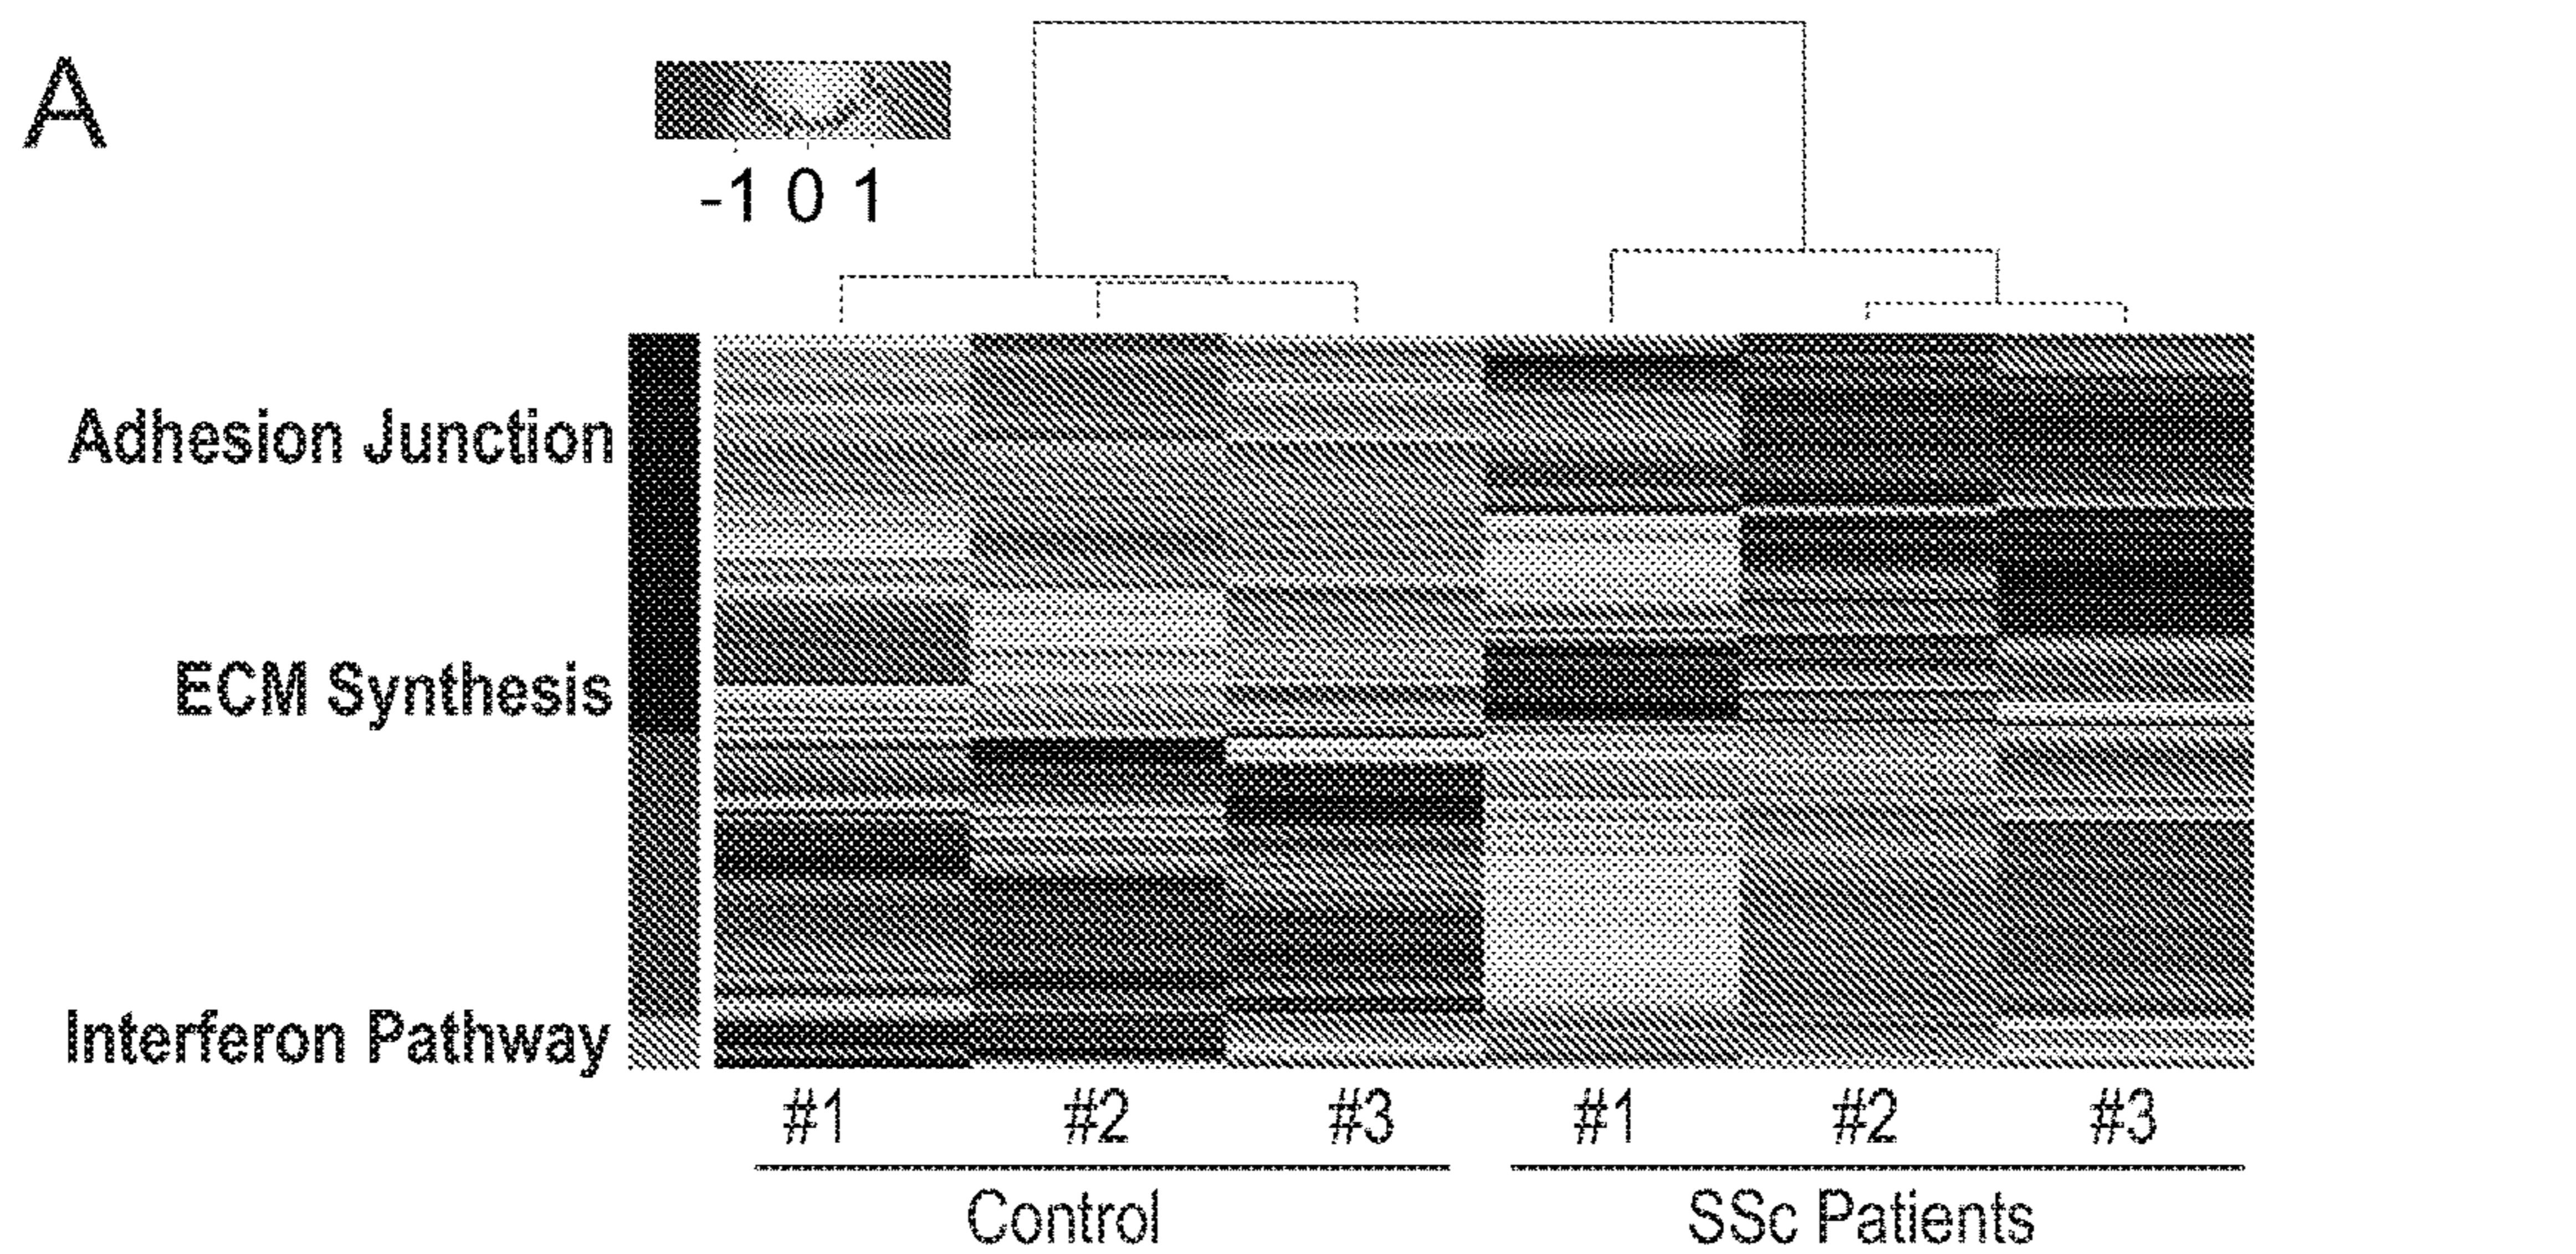 A
-1 0 1
Adhesion Junction
ECM Synthesis
Interferon Pathway
#1 #2 #3 #1 #2 #3
Control SSc Patients